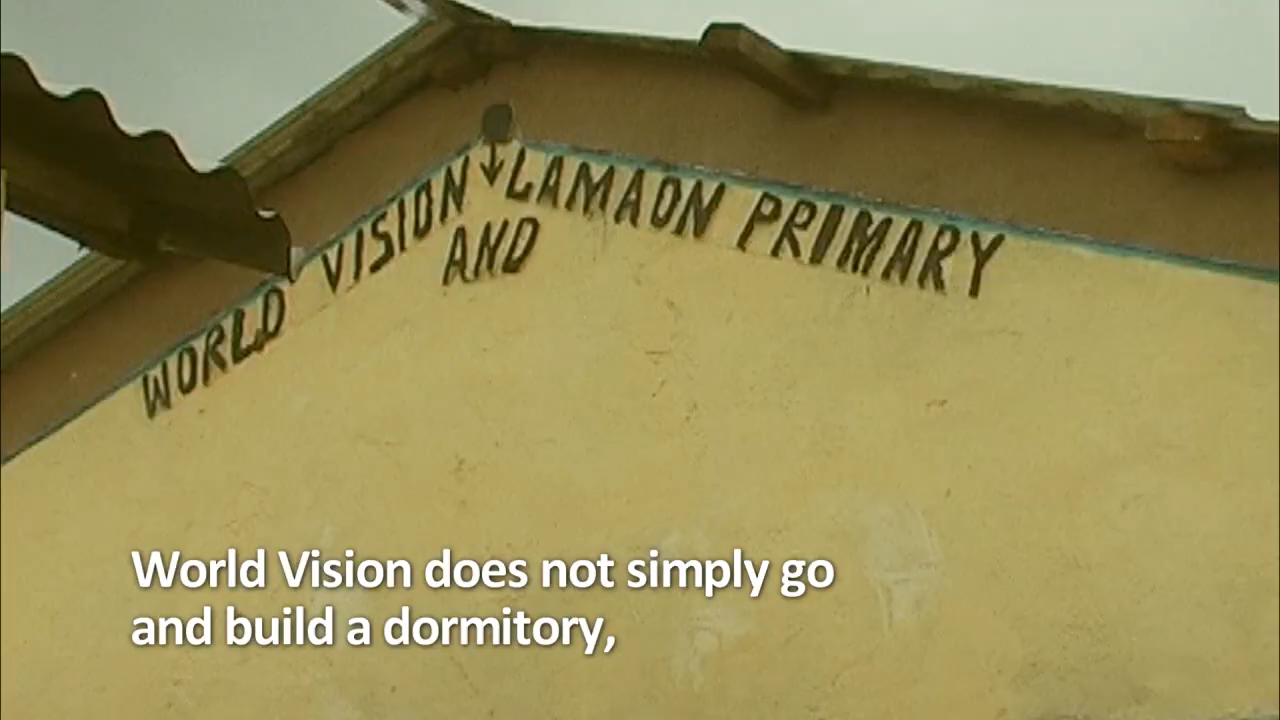 WORLD VISION LAMAON PRIMARY
AND
World Vision does not simply go
and build a dormitory,